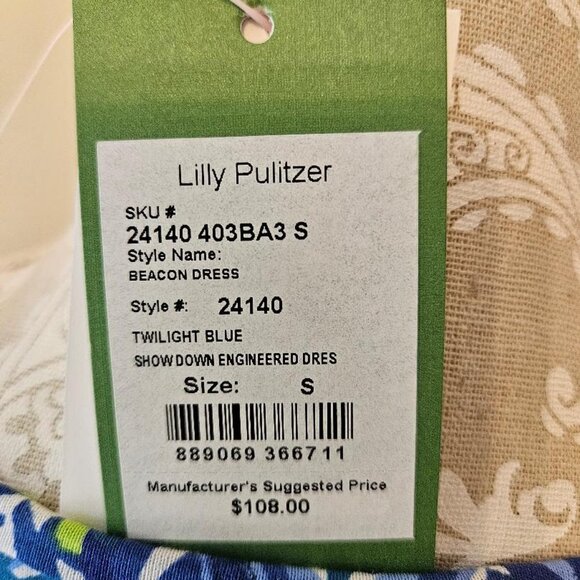 Lilly Pulitzer
SKU #
24140 403BA3 S
Style Name:
BEACON DRESS
Style #: 24140
TWILIGHT BLUE
SHOW DOWN ENGINEERED DRES
Size: S
889069 366711
Manufacturer's Suggested Price
$108.00